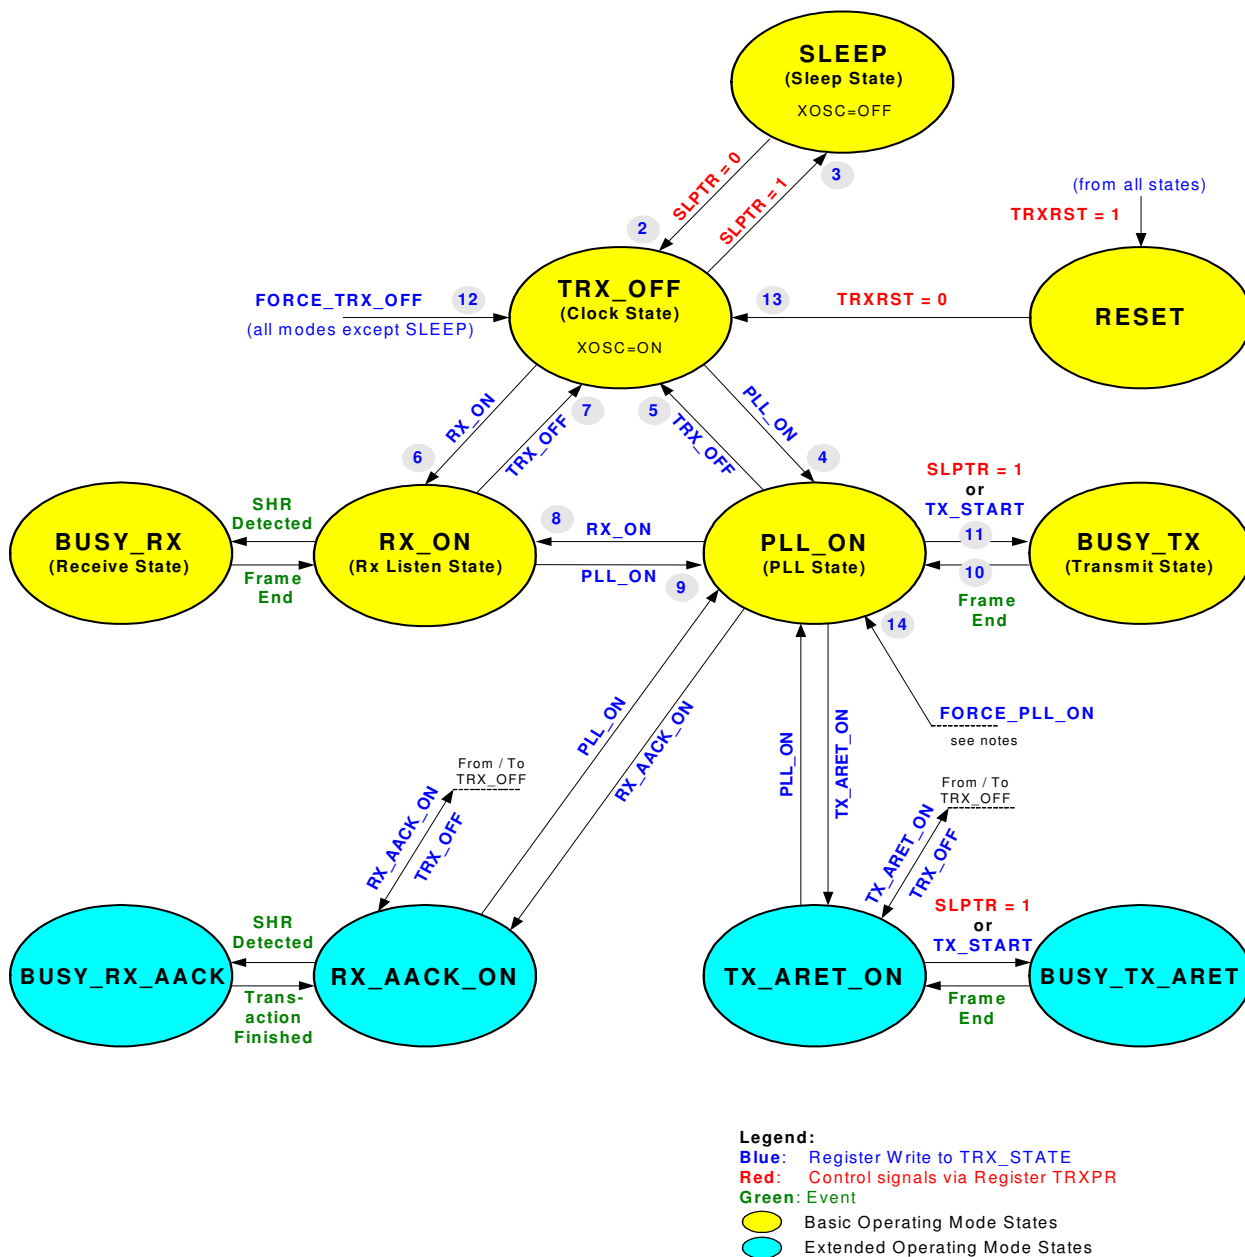 SLEEP
(Sleep State)
XOSC=OFF
SLPTR = 0
SLPTR = 1
3
2
(from all states)
TRXRST = 1
FORCE_TRX_OFF
12
(all modes except SLEEP)
TRX_OFF
(Clock State)
XOSC=ON
13
TRXRST = 0
RESET
RX_ON
7
TRX_OFF
6
5
TRX_OFF
PLL_ON
4
SHR
Detected
BUSY_RX
(Receive State)
Frame
End
RX_ON
(Rx Listen State)
8
RX_ON
PLL_ON
9
PLL_ON
(PLL State)
SLPTR = 1
or
TX_START
11
10
Frame
End
BUSY_TX
(Transmit State)
14
FORCE_PLL_ON
see notes
PLL_ON
RX_AACK_ON
PLL_ON
TX_ARET_ON
From / To
TRX_OFF
RX_AACK_ON
TRX_OFF
From / To
TRX_OFF
TX_ARET_ON
TRX_OFF
SHR
Detected
BUSY_RX_AACK
Trans-
action
Finished
RX_AACK_ON
TX_ARET_ON
SLPTR = 1
or
TX_START
Frame
End
BUSY_TX_ARET
Legend:
Blue: Register Write to TRX_STATE
Red: Control signals via Register TRXPR
Green: Event
Basic Operating Mode States
Extended Operating Mode States